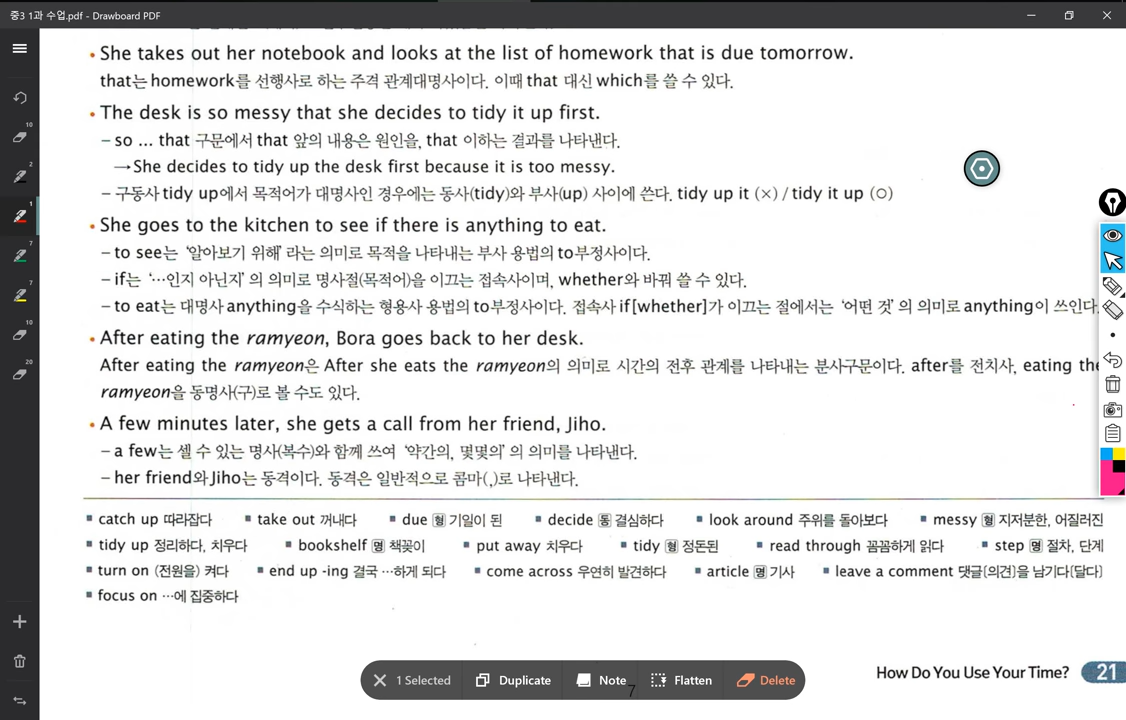 중3 1과 수업.pdf - Drawboard PDF
• She takes out her notebook and looks at the list of homework that is due tomorrow.
that는 homework를 선행사로 하는 주격 관계대명사이다. 이때 that 대신 which를 쓸 수 있다.
• The desk is so messy that she decides to tidy it up first.
– so ... that 구문에서 that 앞의 내용은 원인을, that 이하는 결과를 나타낸다.
→ She decides to tidy up the desk first because it is too messy.
– 구동사 tidy up에서 목적어가 대명사인 경우에는 동사(tidy)와 부사(up) 사이에 쓴다. tidy up it (×) / tidy it up (○)
• She goes to the kitchen to see if there is anything to eat.
– to see는 ‘알아보기 위해’ 라는 의미로 목적을 나타내는 부사 용법의 to부정사이다.
– if는 ‘…인지 아닌지’ 의 의미로 명사절(목적어)을 이끄는 접속사이며, whether와 바꿔 쓸 수 있다.
– to eat는 대명사 anything을 수식하는 형용사 용법의 to부정사이다. 접속사 if[whether]가 이끄는 절에서는 ‘어떤 것’ 의 의미로 anything이 쓰인다.
• After eating the ramyeon, Bora goes back to her desk.
After eating the ramyeon은 After she eats the ramyeon의 의미로 시간의 전후 관계를 나타내는 분사구문이다. after를 전치사, eating the
ramyeon을 동명사(구)로 볼 수도 있다.
• A few minutes later, she gets a call from her friend, Jiho.
– a few는 셀 수 있는 명사(복수)와 함께 쓰여 ‘약간의, 몇몇의’ 의 의미를 나타낸다.
– her friend와 Jiho는 동격이다. 동격은 일반적으로 콤마(,)로 나타낸다.
▪ catch up 따라잡다 ▪ take out 꺼내다 ▪ due 형 기일이 된 ▪ decide 동 결심하다 ▪ look around 주위를 돌아보다 ▪ messy 형 지저분한, 어질러진
▪ tidy up 정리하다, 치우다 ▪ bookshelf 명 책꽂이 ▪ put away 치우다 ▪ tidy 형 정돈된 ▪ read through 꼼꼼하게 읽다 ▪ step 명 절차, 단계
▪ turn on (전원을) 켜다 ▪ end up -ing 결국 …하게 되다 ▪ come across 우연히 발견하다 ▪ article 명 기사 ▪ leave a comment 댓글(의견)을 남기다(달다)
▪ focus on …에 집중하다
How Do You Use Your Time? 21
1 Selected Duplicate Note Flatten Delete
7
10
2
1
7
7
10
20